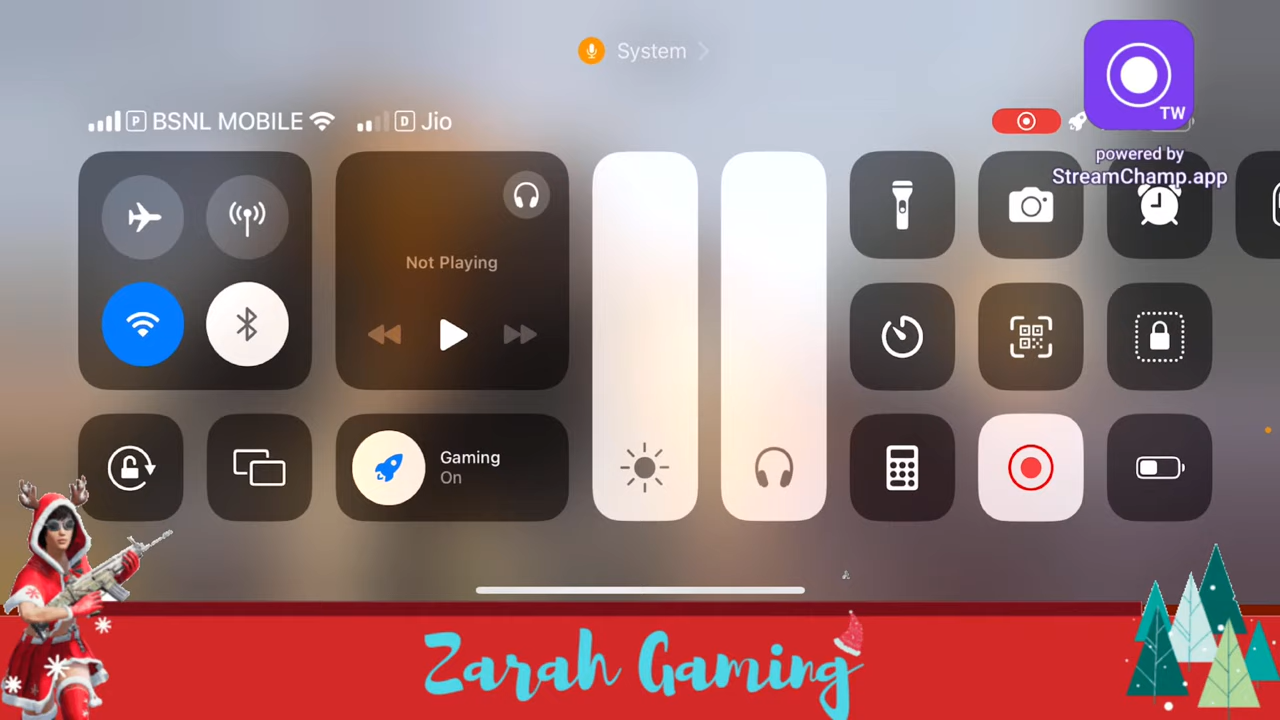 System
P BSNL MOBILE
D Jio
TW
powered by
StreamChamp.app
Not Playing
Gaming
On
Zarah Gaming